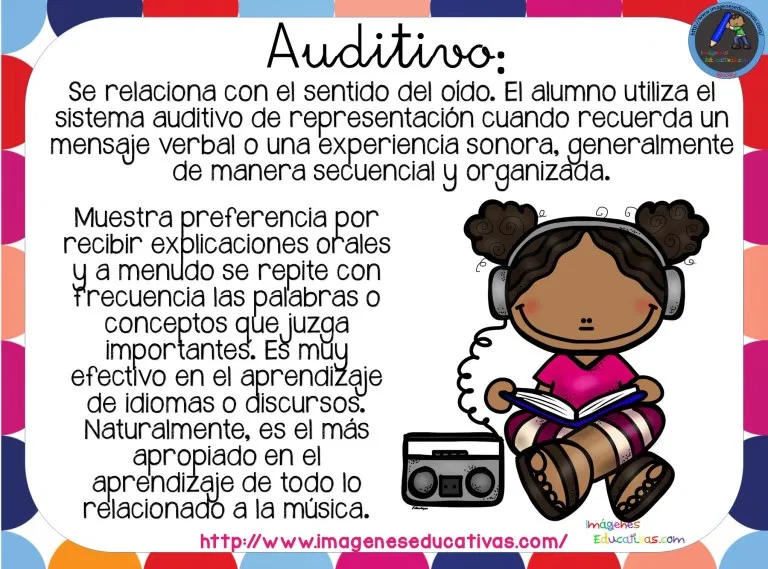 Auditivo:
Se relaciona con el sentido del oído. El alumno utiliza el
sistema auditivo de representación cuando recuerda un
mensaje verbal o una experiencia sonora, generalmente
de manera secuencial y organizada.
Muestra preferencia por
recibir explicaciones orales
y a menudo se repite con
frecuencia las palabras o
conceptos que juzga
importantes. Es muy
efectivo en el aprendizaje
de idiomas o discursos.
Naturalmente, es el más
apropiado en el
aprendizaje de todo lo
relacionado a la música.
Imágenes
Educativas.com
http://www.imageneseducativas.com/